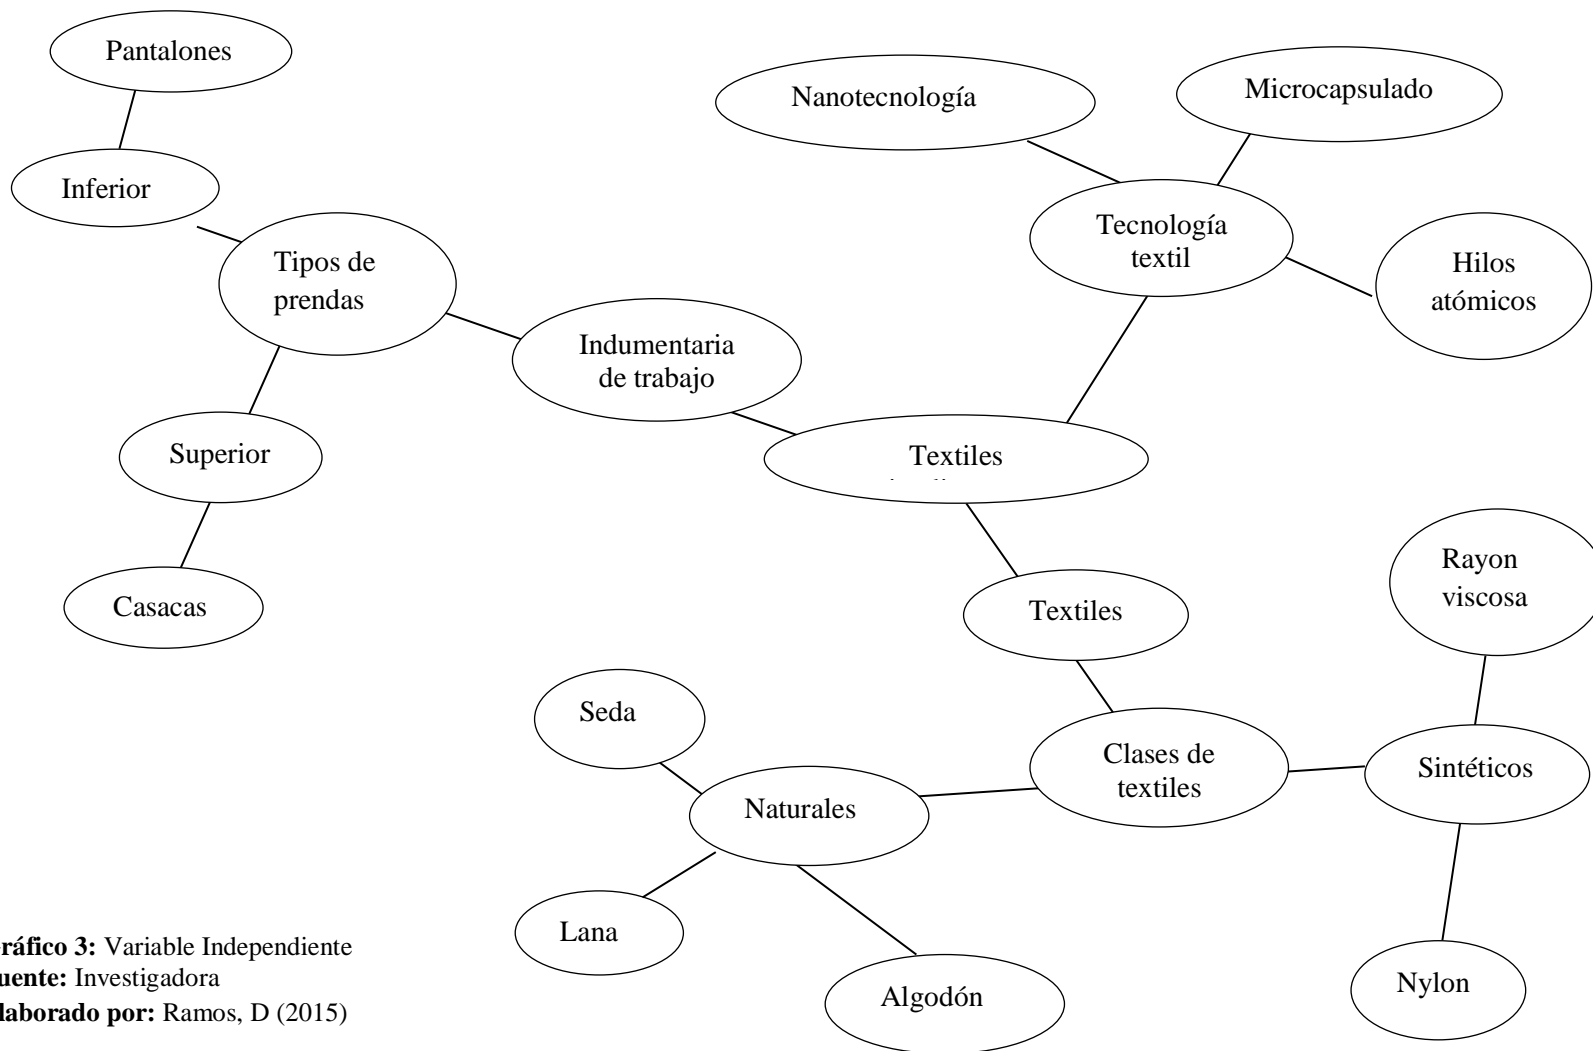 Pantalones
Nanotecnología
Microcapsulado
Inferior
Tecnología
textil
Tipos de
prendas
Hilos
atómicos
Indumentaria
de trabajo
Superior
Textiles
Rayon
viscosa
Casacas
Textiles
Seda
Clases de
textiles
Sintéticos
Naturales
Lana
Algodón
Nylon
ráfico 3: Variable Independiente
uente: Investigadora
laborado por: Ramos, D (2015)